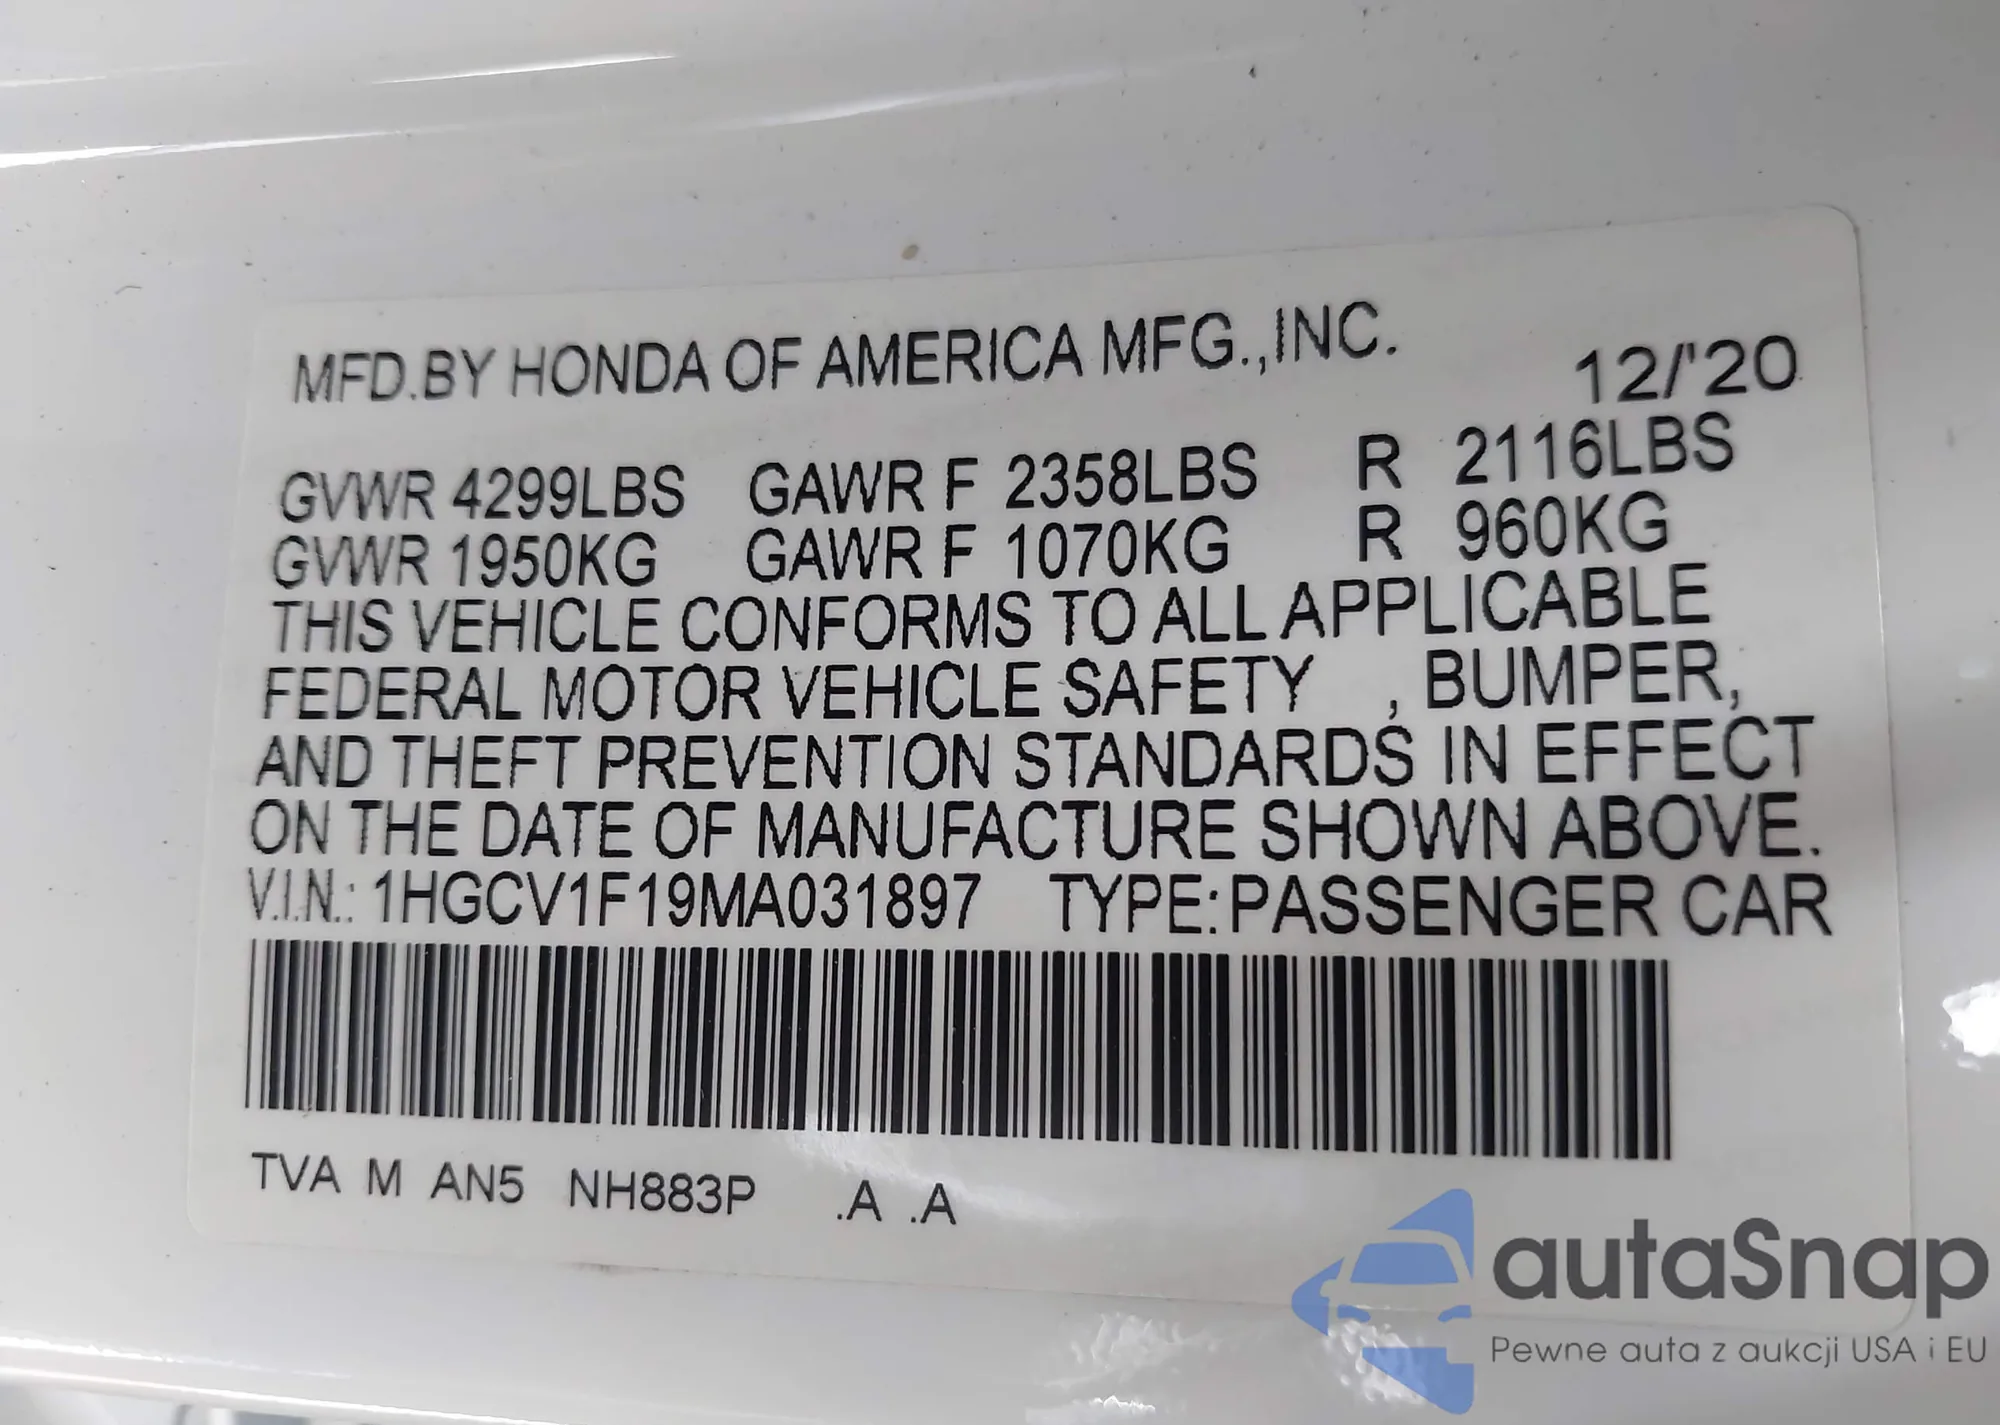 MFD.BY HONDA OF AMERICA MFG.,INC. 12/'20
GVWR 4299LBS GAWR F 2358LBS R 2116LBS
GVWR 1950KG GAWR F 1070KG R 960KG
THIS VEHICLE CONFORMS TO ALL APPLICABLE
FEDERAL MOTOR VEHICLE SAFETY , BUMPER,
AND THEFT PREVENTION STANDARDS IN EFFECT
ON THE DATE OF MANUFACTURE SHOWN ABOVE.
V.I.N.: 1HGCV1F19MA031897 TYPE:PASSENGER CAR
TVA M AN5 NH883P .A .A
autaSnap
Pewne auta z aukcji USA i EU